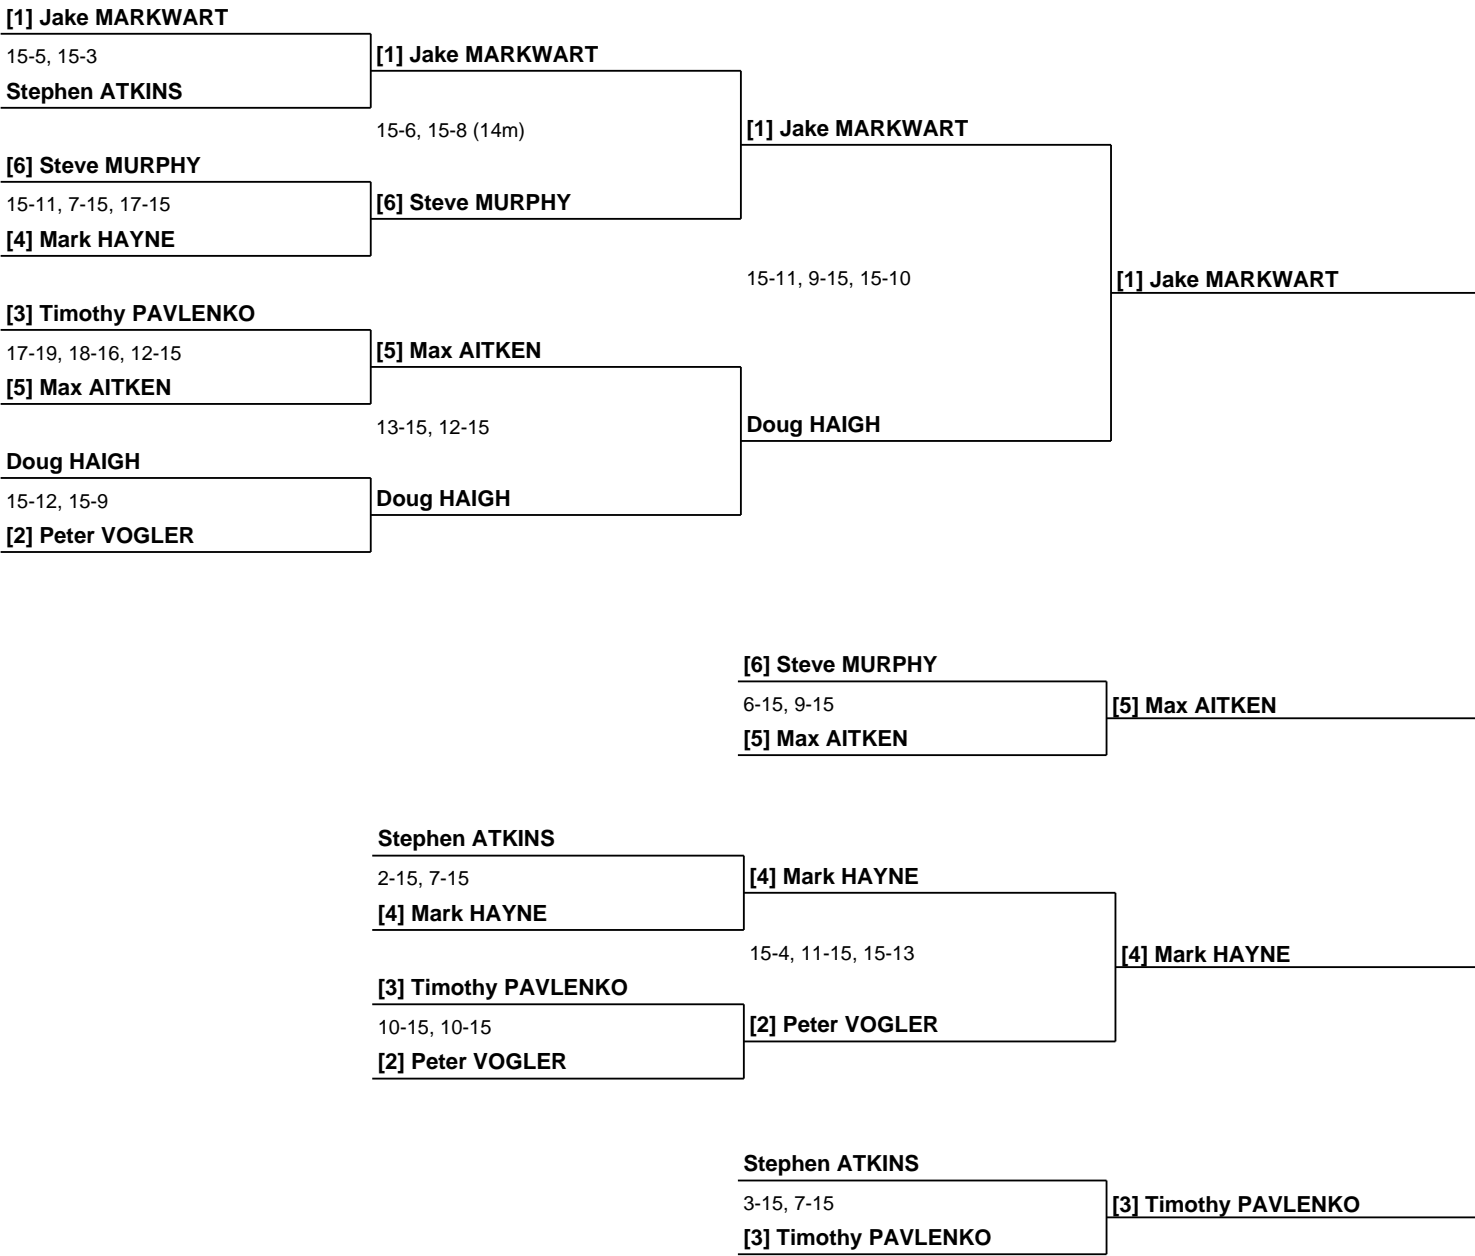 [1] Jake MARKWART
15-5, 15-3
[1] Jake MARKWART
Stephen ATKINS
15-6, 15-8 (14m)
[1] Jake MARKWART
[6] Steve MURPHY
15-11, 7-15, 17-15
[6] Steve MURPHY
[4] Mark HAYNE
15-11, 9-15, 15-10
[1] Jake MARKWART
[3] Timothy PAVLENKO
17-19, 18-16, 12-15
[5] Max AITKEN
[5] Max AITKEN
13-15, 12-15
Doug HAIGH
Doug HAIGH
15-12, 15-9
Doug HAIGH
[2] Peter VOGLER
[6] Steve MURPHY
6-15, 9-15
[5] Max AITKEN
[5] Max AITKEN
Stephen ATKINS
2-15, 7-15
[4] Mark HAYNE
[4] Mark HAYNE
15-4, 11-15, 15-13
[4] Mark HAYNE
[3] Timothy PAVLENKO
10-15, 10-15
[2] Peter VOGLER
[2] Peter VOGLER
Stephen ATKINS
3-15, 7-15
[3] Timothy PAVLENKO
[3] Timothy PAVLENKO